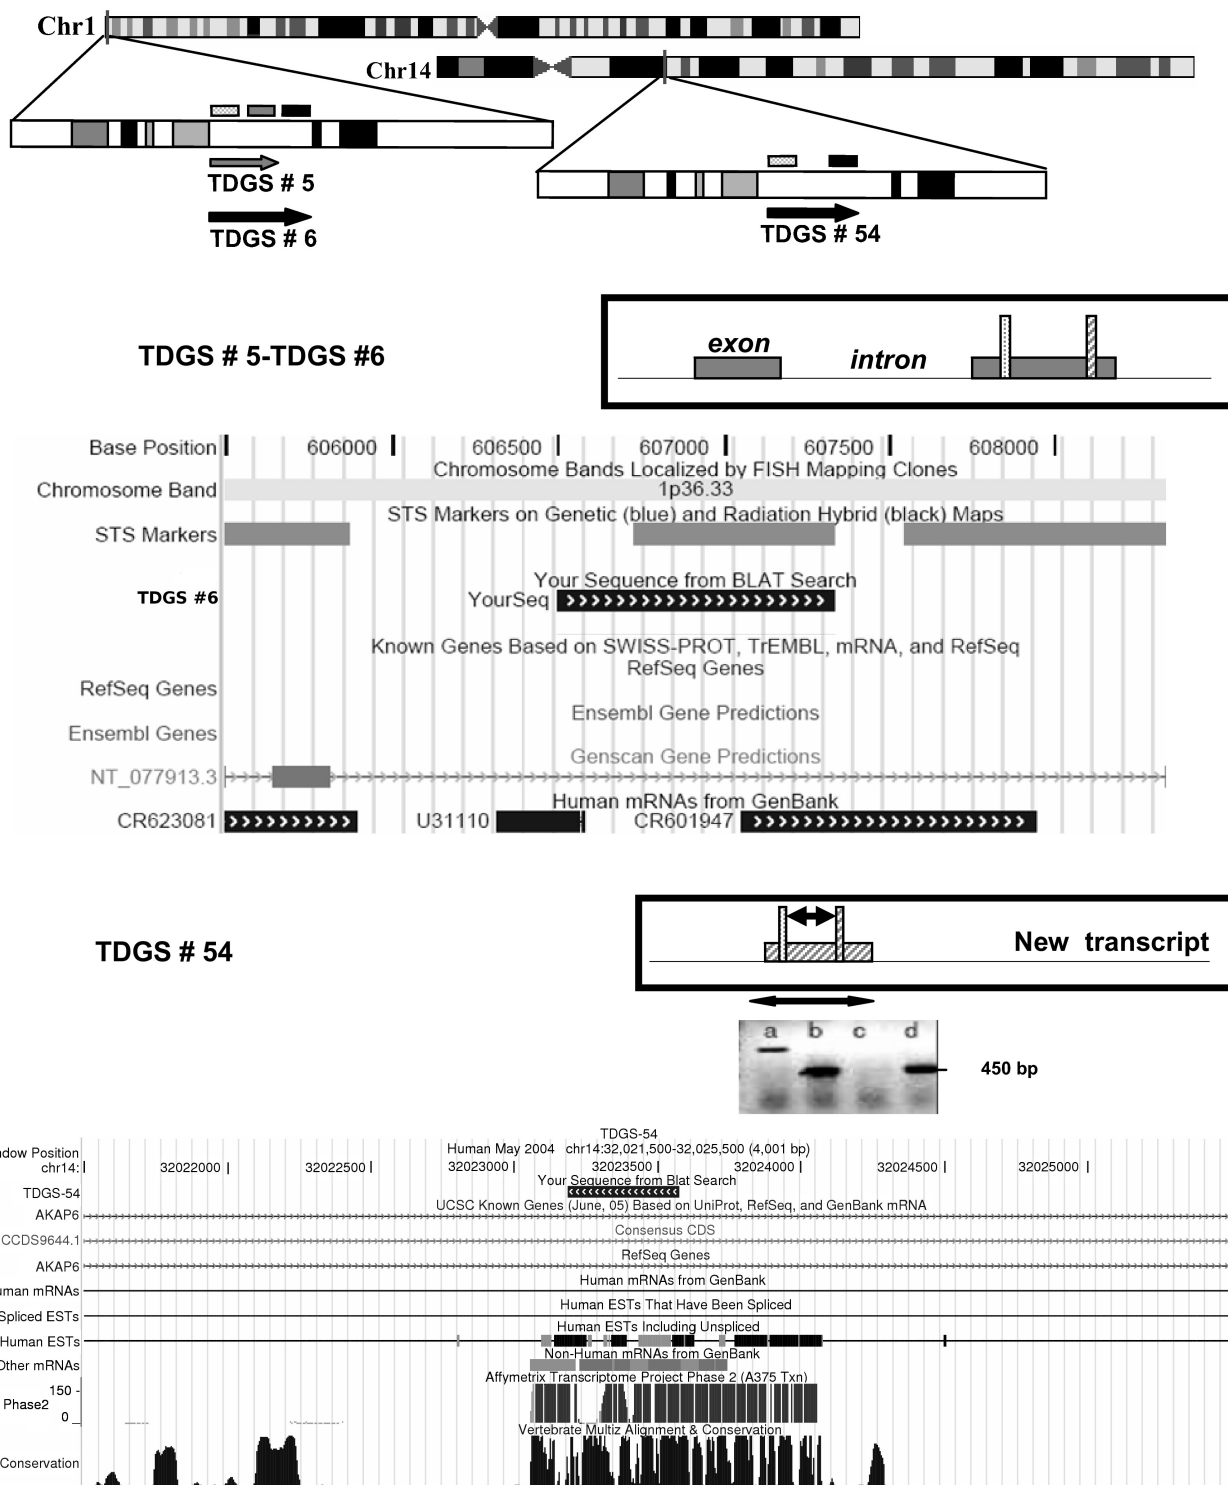 Chr1
Chr14
TDGS # 5
TDGS # 6
TDGS # 54
TDGS # 5-TDGS #6
exon
intron
Base Position 606000 606500 607000 607500 608000
Chromosome Bands Localized by FISH Mapping Clones
Chromosome Band 1p36.33
STS Markers on Genetic (blue) and Radiation Hybrid (black) Maps
STS Markers
Your Sequence from BLAT Search
TDGS #6 YourSeq
Known Genes Based on SWISS-PROT, TrEMBL, mRNA, and RefSeq
RefSeq Genes
RefSeq Genes
Ensembl Gene Predictions
Ensembl Genes
Genscan Gene Predictions
NT_077913.3
Human mRNAs from GenBank
CR623081 U31110 CR601947
TDGS # 54
New transcript
a b c d
450 bp
TDGS-54
ndow Position Human May 2004 chr14:32,021,500-32,025,500 (4,001 bp)
chr14: 32022000 32022500 32023000 32023500 32024000 32024500 32025000
Your Sequence from Blat Search
TDGS-54
UCSC Known Genes (June, 05) Based on UniProt, RefSeq, and GenBank mRNA
AKAP6
Consensus CDS
CCDS9644.1
RefSeq Genes
AKAP6
Human mRNAs from GenBank
uman mRNAs
Human ESTs That Have Been Spliced
Spliced ESTs
Human ESTs Including Unspliced
Human ESTs
Non-Human mRNAs from GenBank
Other mRNAs
Affymetrix Transcriptome Project Phase 2 (A375 Txn)
150
Phase2
0
Vertebrate Multiz Alignment & Conservation
Conservation